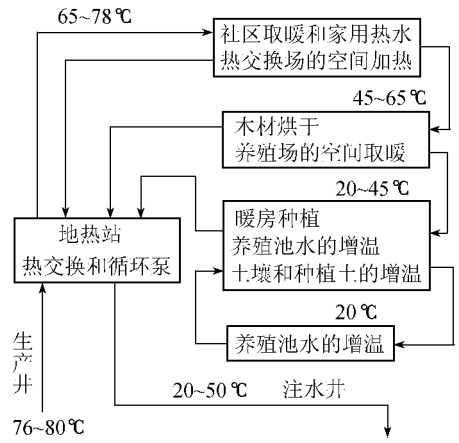 65~78℃
社区取暖和家用热水
热交换场的空间加热
45~65℃
木材烘干
养殖场的空间取暖
20~45℃
暖房种植
养殖池水的增温
土壤和种植土的增温
地热站
热交换和循环泵
20℃
养殖池水的增温
生产井
20~50℃
注水井
76~80℃